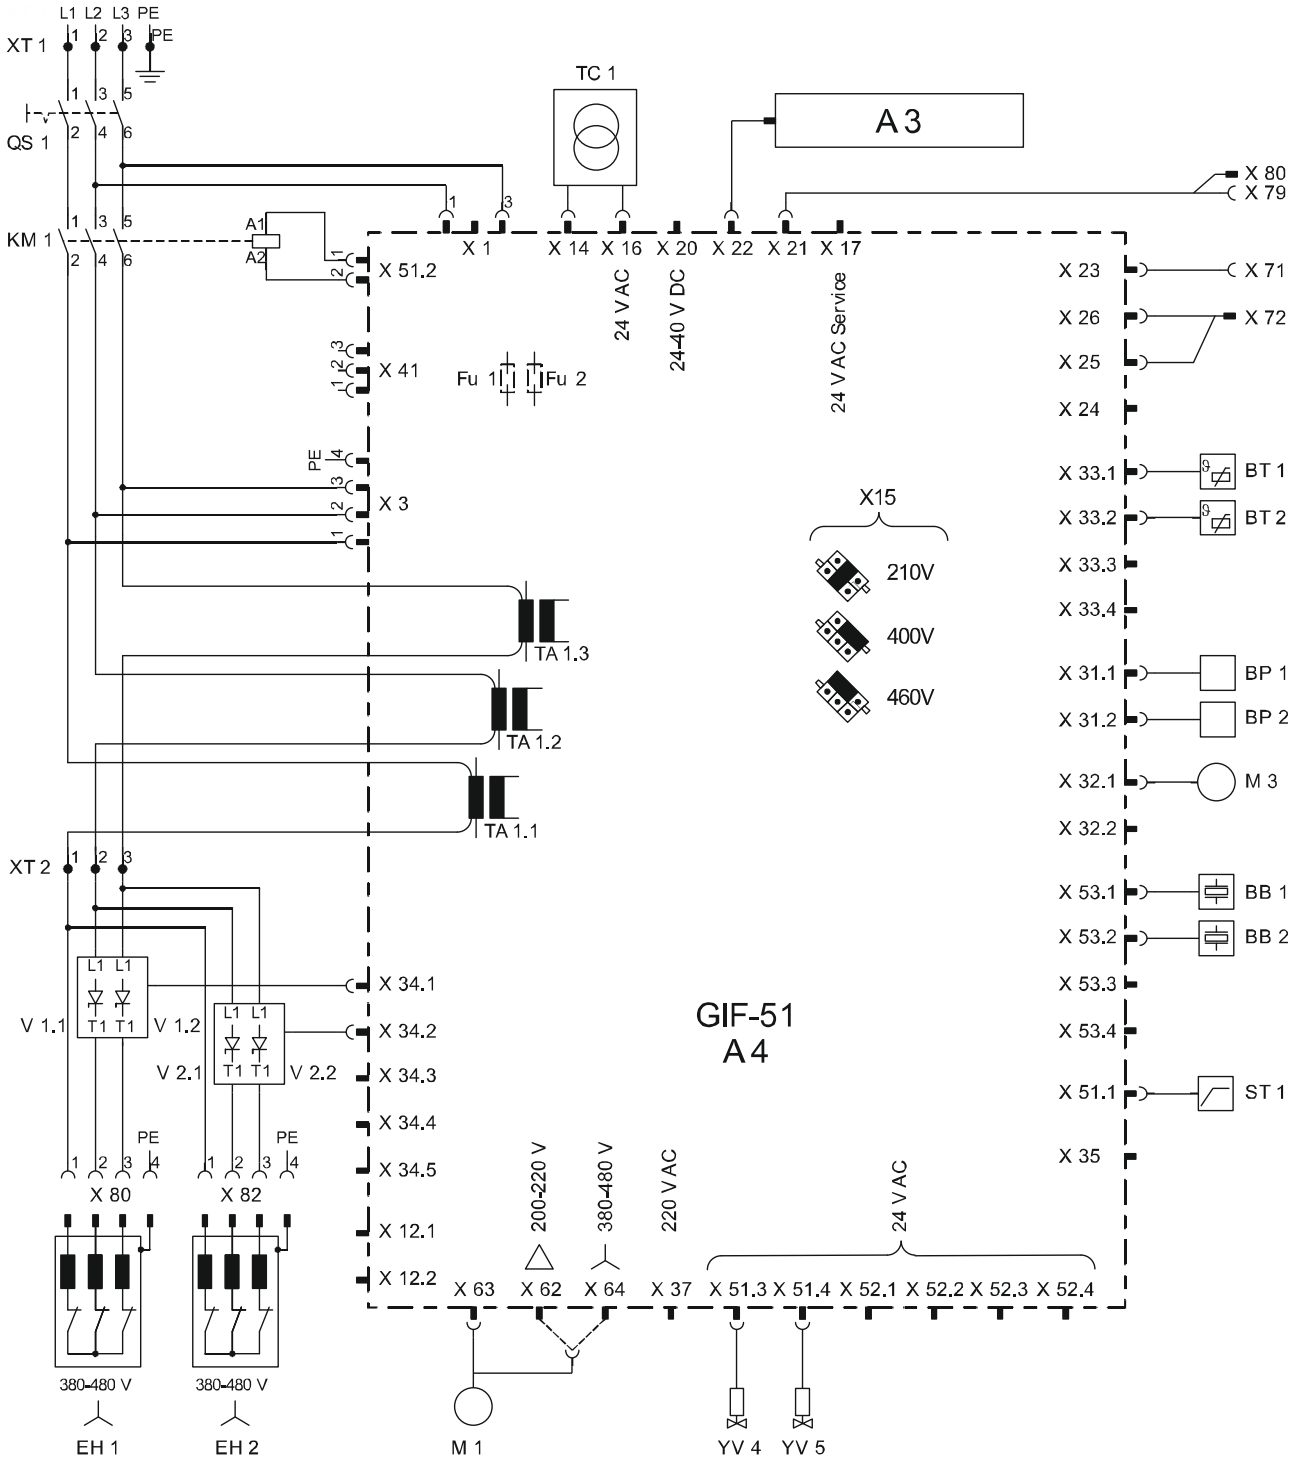 L1 L2 L3 PE
XT 1 1 2 3 PE
1 3 5
QS 1 2 4 6
TC 1
A 3
X 80
X 79
1 3
KM 1 1 3 5 A1
2 4 6 A2
1
2 X 51.2
X 1 X 14 X 16 X 20 X 22 X 21 X 17
24 V AC
24-40 V DC
24 V AC Service
X 23 X 71
X 26 X 72
X 25
X 24
3
2 X 41
1
Fu 1 Fu 2
PE 4
3
2 X 3
1
X 33.1 BT 1
X 33.2 BT 2
X 33.3
X 33.4
X15
210V
400V
460V
TA 1.3
TA 1.2
TA 1.1
X 31.1 BP 1
X 31.2 BP 2
X 32.1 M 3
X 32.2
XT 2 1 2 3
X 53.1 BB 1
X 53.2 BB 2
X 53.3
X 53.4
X 51.1 ST 1
X 35
L1 L1
V 1.1 T1 T1 V 1.2
L1 L1
V 2.1 T1 T1 V 2.2
X 34.1
X 34.2
X 34.3
X 34.4
X 34.5
X 12.1
X 12.2
GIF-51
A 4
PE PE
1 2 3 4 1 2 3 4
X 80 X 82
200-220 V
380-480 V
220 V AC
24 V AC
X 63 X 62 X 64 X 37 X 51.3 X 51.4 X 52.1 X 52.2 X 52.3 X 52.4
380-480 V 380-480 V
EH 1 EH 2 M 1 YV 4 YV 5